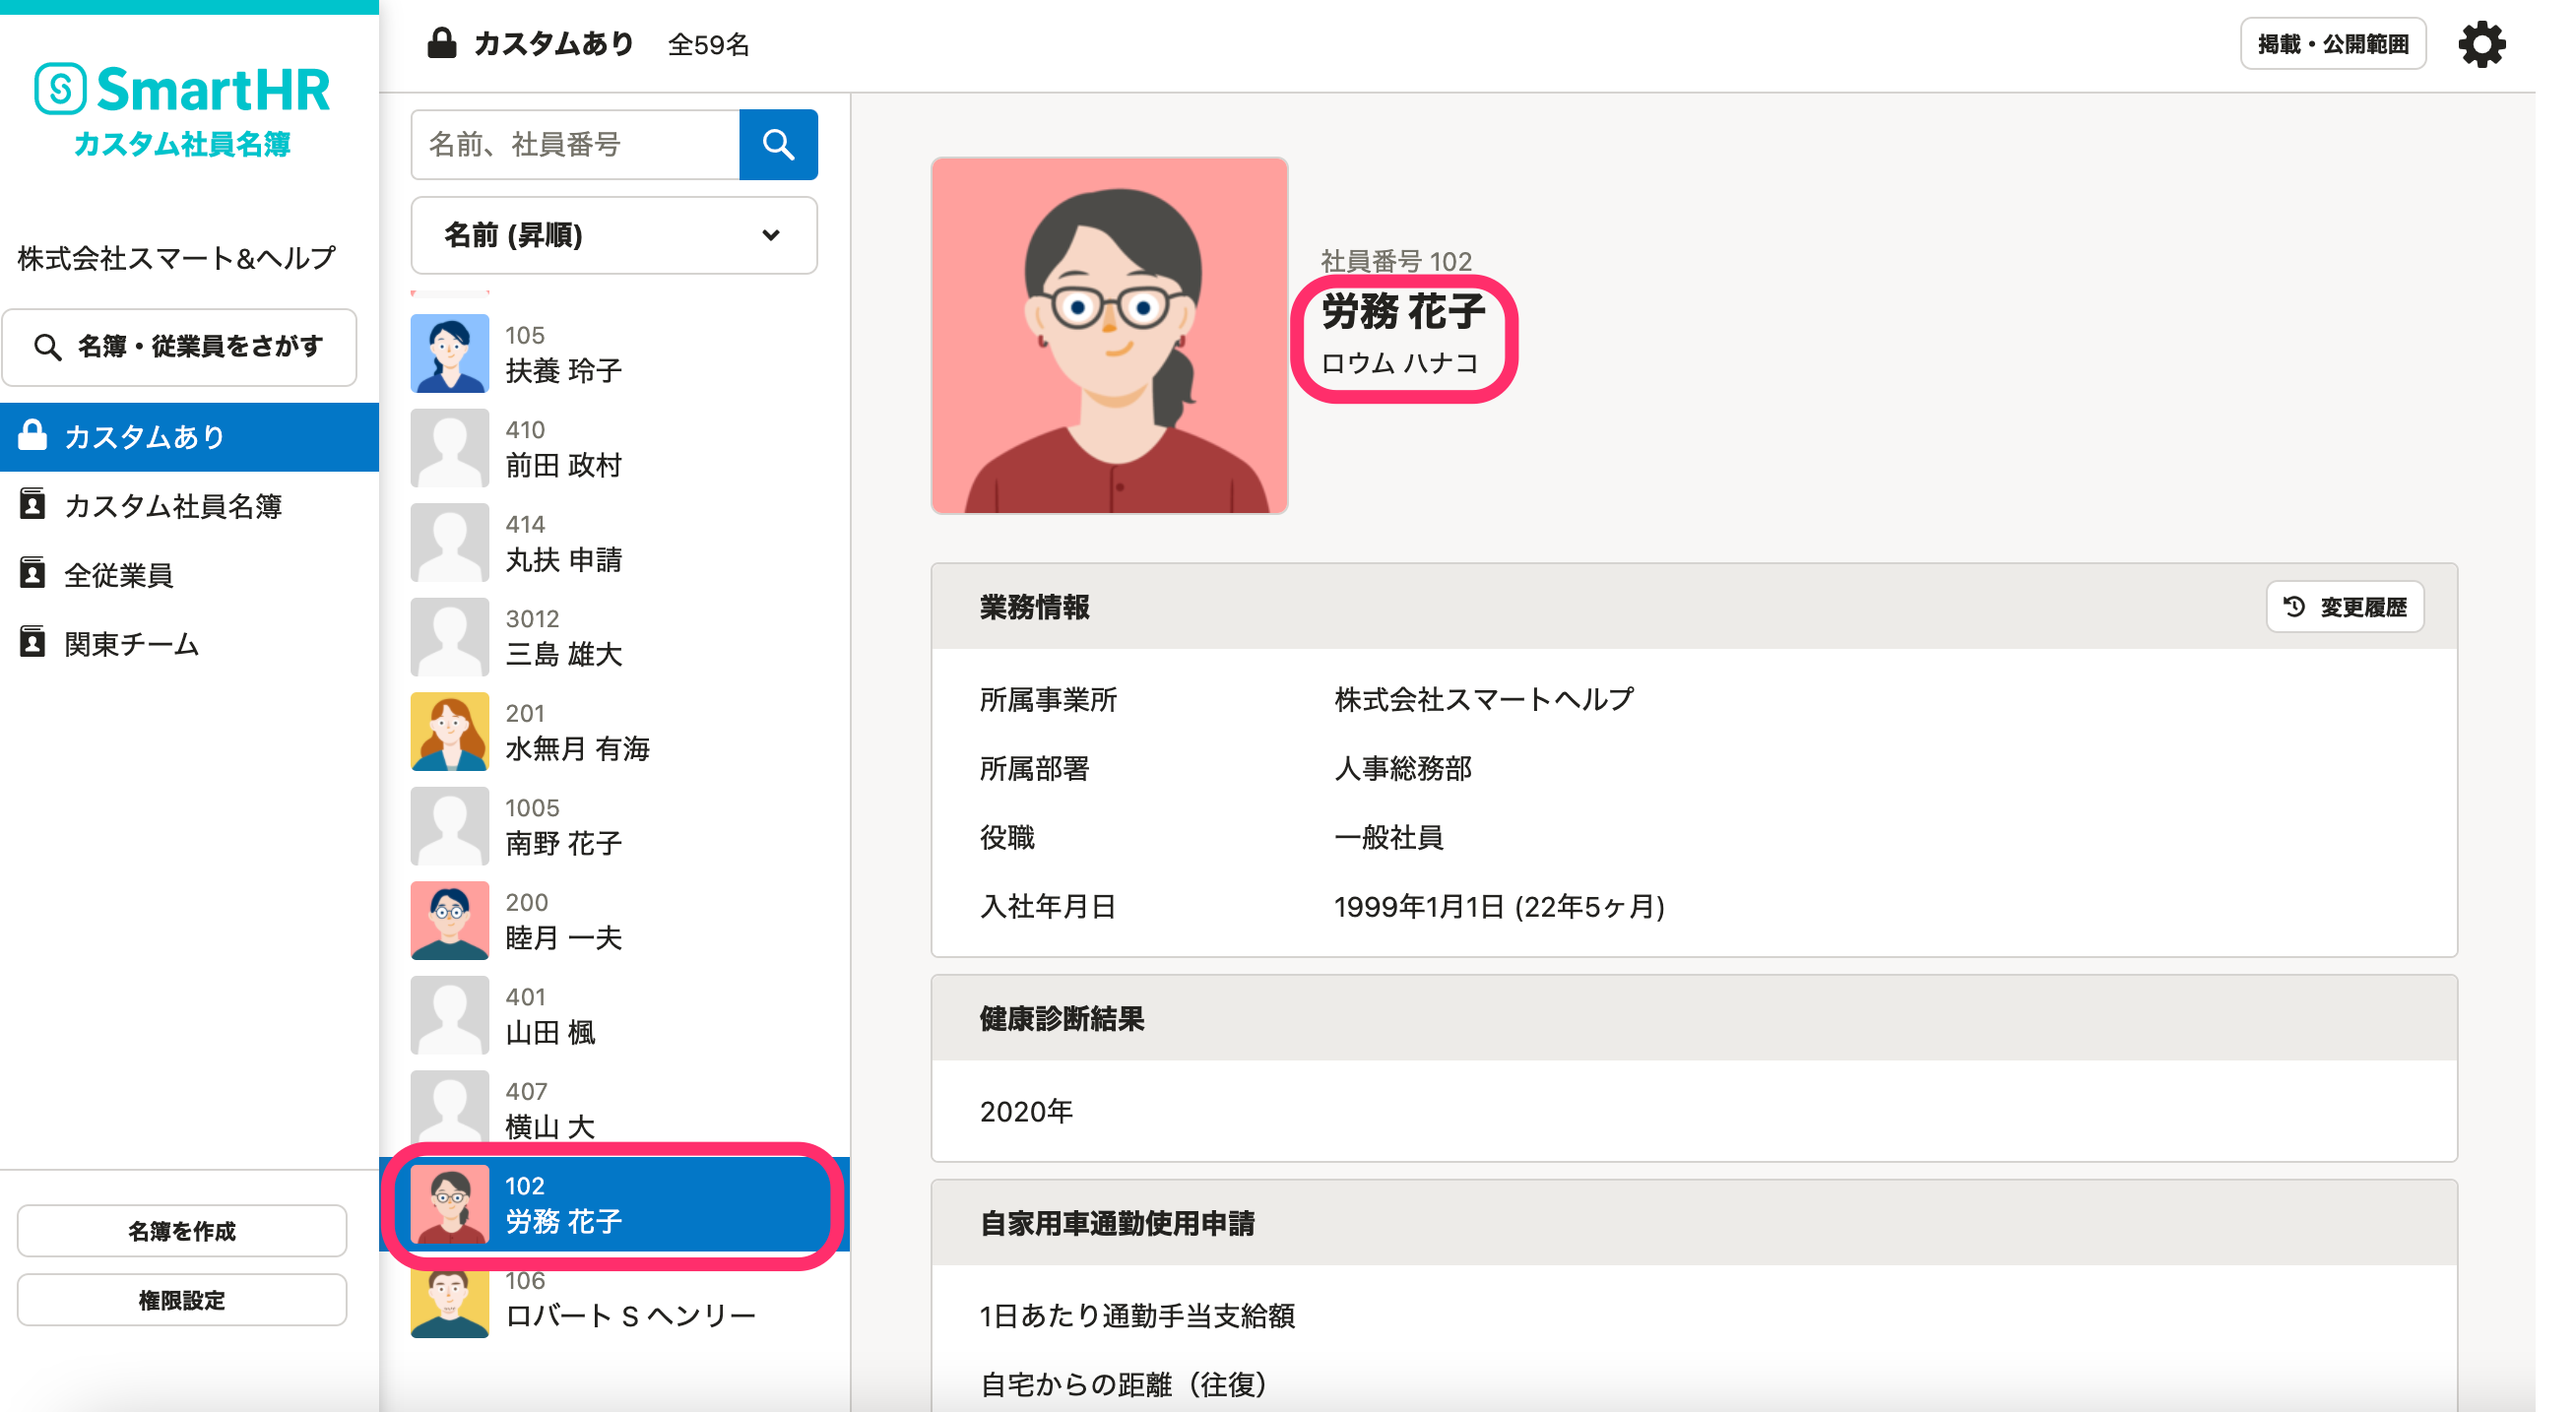 SmartHR
カスタム社員名簿
株式会社スマート&ヘルプ
名簿・従業員をさがす
カスタムあり
カスタム社員名簿
全従業員
関東チーム
名簿を作成
権限設定
カスタムあり 全59名
掲載・公開範囲
名前、社員番号
名前 (昇順)
105
扶養 玲子
410
前田 政村
414
丸扶 申請
3012
三島 雄大
201
水無月 有海
1005
南野 花子
200
睦月 一夫
401
山田 楓
407
横山 大
102
労務 花子
106
ロバート S ヘンリー
社員番号 102
労務 花子
ロウム ハナコ
業務情報
変更履歴
所属事業所 株式会社スマートヘルプ
所属部署 人事総務部
役職 一般社員
入社年月日 1999年1月1日 (22年5ヶ月)
健康診断結果
2020年
自家用車通勤使用申請
1日あたり通勤手当支給額
自宅からの距離（往復）